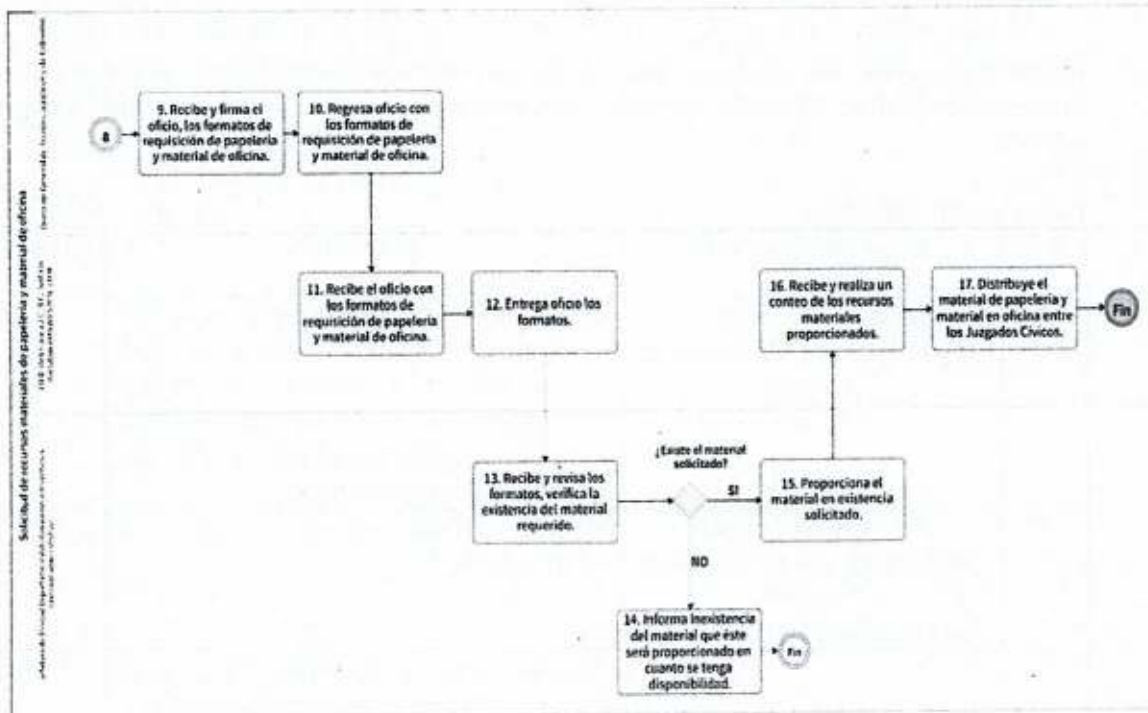 Solicitud de recursos materiales de papelería y material de oficina
8
9. Recibe y firma el
oficio, los formatos de
requisición de papelería
y material de oficina.
10. Regresa oficio con
los formatos de
requisición de papelería
y material de oficina.
11. Recibe el oficio con
los formatos de
requisición de papelería
y material de oficina.
12. Entrega oficio los
formatos.
16. Recibe y realiza un
conteo de los recursos
materiales
proporcionados.
17. Distribuye el
material de papelería y
material en oficina entre
los Juzgados Cívicos.
Fin
13. Recibe y revisa los
formatos, verifica la
existencia del material
requerido.
¿Existe el material
solicitado?
SI
15. Proporciona el
material en existencia
solicitado.
NO
14. Informa Inexistencia
del material que éste
será proporcionado en
cuanto se tenga
disponibilidad.
Fin